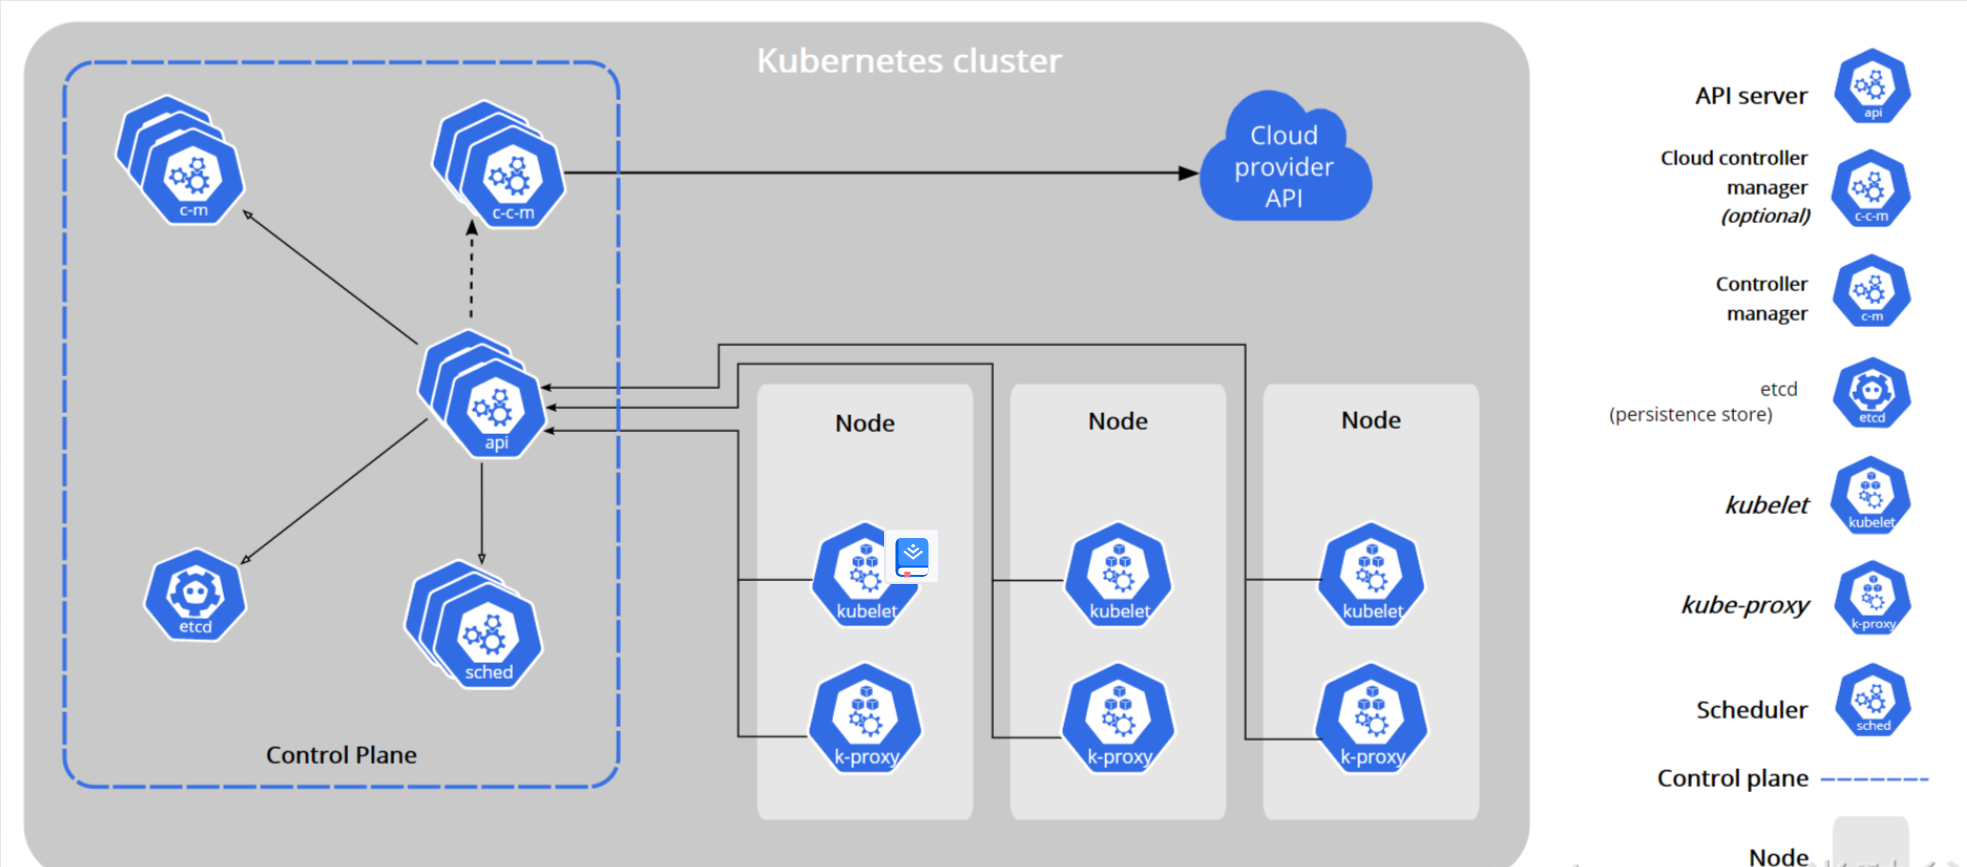 Kubernetes cluster
c-m
c-c-m
Cloud
provider
API
api
etcd
sched
Control Plane
Node
kubelet
k-proxy
Node
kubelet
k-proxy
Node
kubelet
k-proxy
API server
api
Cloud controller
manager
(optional)
c-c-m
Controller
manager
c-m
etcd
(persistence store)
etcd
kubelet
kubelet
kube-proxy
k-proxy
Scheduler
sched
Control plane
Node